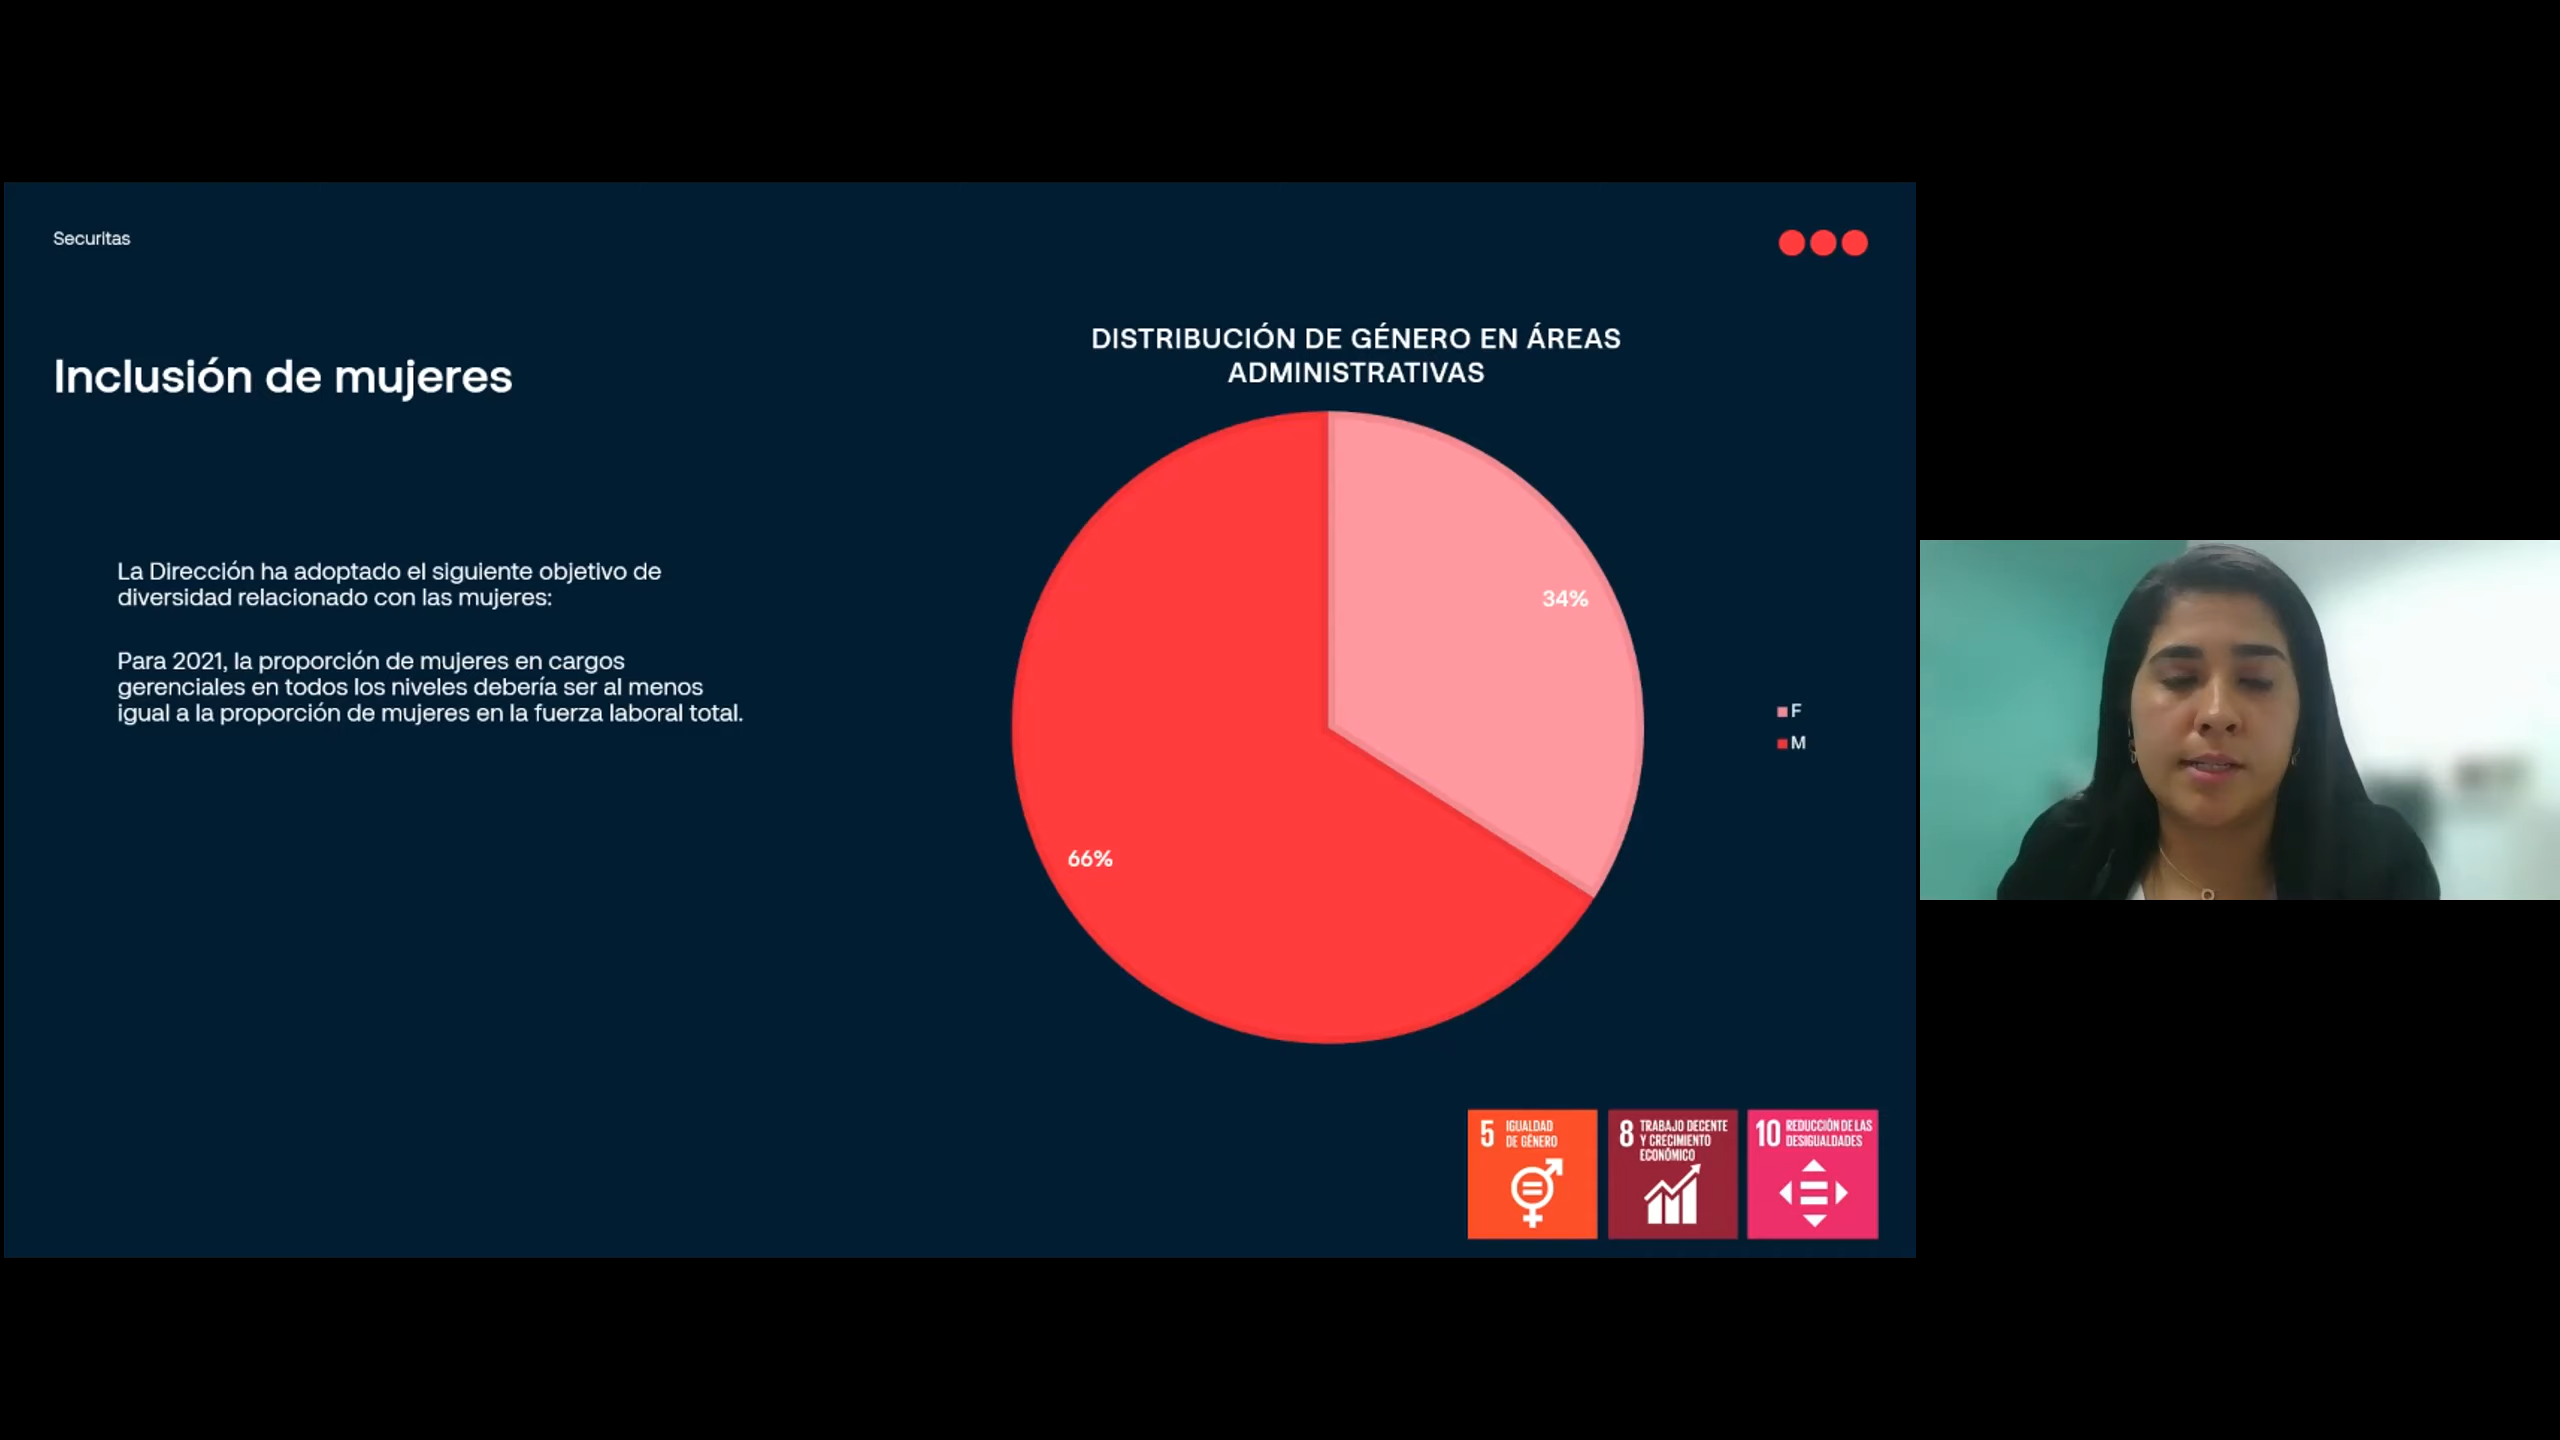 Securitas
Inclusión de mujeres
La Dirección ha adoptado el siguiente objetivo de
diversidad relacionado con las mujeres:
Para 2021, la proporción de mujeres en cargos
gerenciales en todos los niveles debería ser al menos
igual a la proporción de mujeres en la fuerza laboral total.
DISTRIBUCIÓN DE GÉNERO EN ÁREAS
ADMINISTRATIVAS
34%
66%
F
M
5 IGUALDAD
DE GÉNERO
8 TRABAJO DECENTE
Y CRECIMIENTO
ECONÓMICO
10 REDUCCIÓN DE LAS
DESIGUALDADES